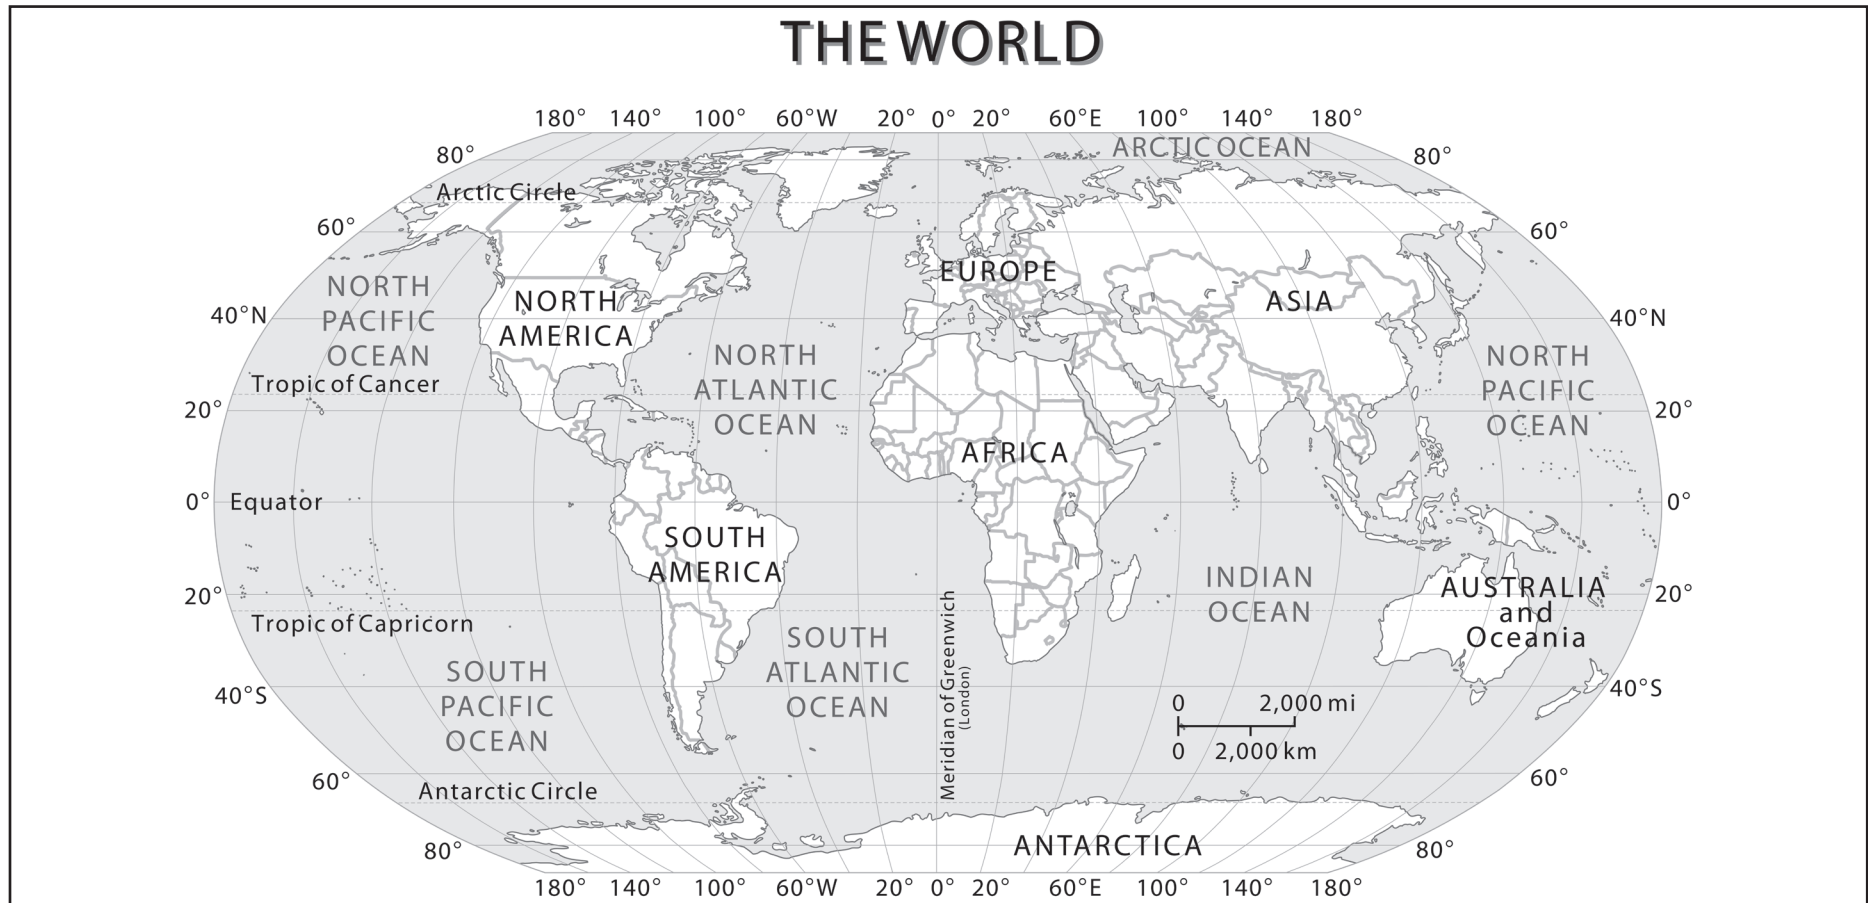 THE WORLD
180° 140° 100° 60°W 20° 0° 20° 60°E 100° 140° 180°
ARCTIC OCEAN
80° 80°
Arctic Circle
60° 60°
EUROPE
NORTH
PACIFIC
OCEAN
NORTH
AMERICA
ASIA
40°N 40°N
NORTH
ATLANTIC
OCEAN
NORTH
PACIFIC
OCEAN
Tropic of Cancer
20° 20°
AFRICA
0° Equator 0°
SOUTH
AMERICA
INDIAN
OCEAN
AUSTRALIA
and
Oceania
20° 20°
Tropic of Capricorn
SOUTH
ATLANTIC
OCEAN
Meridian of Greenwich
(London)
SOUTH
PACIFIC
OCEAN
40°S 40°S
0 2,000 mi
0 2,000 km
60° 60°
Antarctic Circle
ANTARCTICA
80° 80°
180° 140° 100° 60°W 20° 0° 20° 60°E 100° 140° 180°